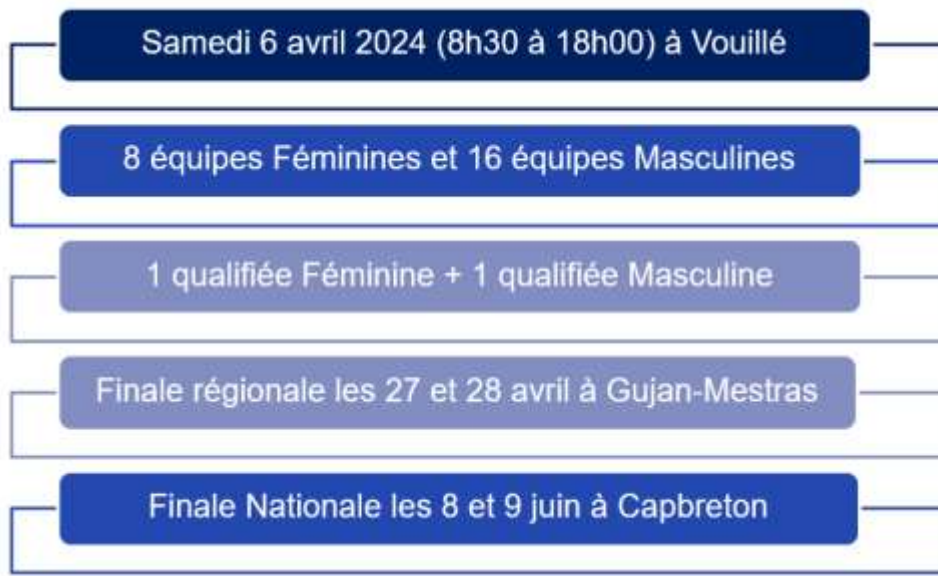 Samedi 6 avril 2024 (8h30 à 18h00) à Vouillé
8 équipes Féminines et 16 équipes Masculines
1 qualifiée Féminine + 1 qualifiée Masculine
Finale régionale les 27 et 28 avril à Gujan-Mestras
Finale Nationale les 8 et 9 juin à Capbreton